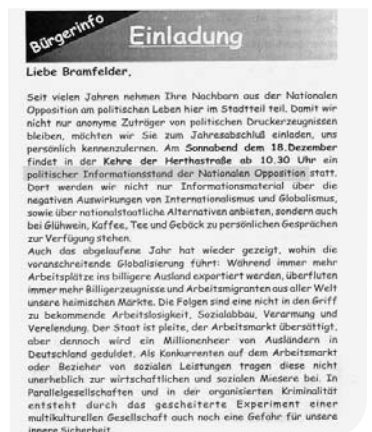 Bürgerinfo
Einladung
Liebe Bramfelder,
Seit vielen Jahren nehmen Ihre Nachbarn aus der Nationalen
Opposition am politischen Leben hier im Stadtteil teil. Damit wir
nicht nur anonyme Zuträger von politischen Druckerzeugnissen
bleiben, möchten wir Sie zum Jahresabschluß einladen, uns
persönlich kennenzulernen. Am Sonnabend dem 18.Dezember
findet in der Kehre der Herthastraße ab 10.30 Uhr ein
politischer Informationsstand der Nationalen Opposition statt.
Dort werden wir nicht nur Informationsmaterial über die
negativen Auswirkungen von Internationalismus und Globalismus,
sowie über nationalstaatliche Alternativen anbieten, sondern auch
bei Glühwein, Kaffee, Tee und Gebäck zu persönlichen Gesprächen
zur Verfügung stehen.
Auch das abgelaufene Jahr hat wieder gezeigt, wohin die
voranschreitende Globalisierung führt: Während immer mehr
Arbeitsplätze ins billigere Ausland exportiert werden, überfluten
immer mehr Billigerzeugnisse und Arbeitsmigranten aus aller Welt
unsere heimischen Märkte. Die Folgen sind eine nicht in den Griff
zu bekommende Arbeitslosigkeit, Sozialabbau, Verarmung und
Verelendung. Der Staat ist pleite, der Arbeitsmarkt übersättigt,
aber dennoch wird ein Millionenheer von Ausländern in
Deutschland geduldet. Als Konkurrenten auf dem Arbeitsmarkt
oder Bezieher von sozialen Leistungen tragen diese nicht
unerheblich zur wirtschaftlichen und sozialen Miesere bei. In
Parallelgesellschaften und in der organisierten Kriminalität
entsteht durch das gescheiterte Experiment einer
multikulturellen Gesellschaft auch noch eine Gefahr für unsere
innere Sicherheit